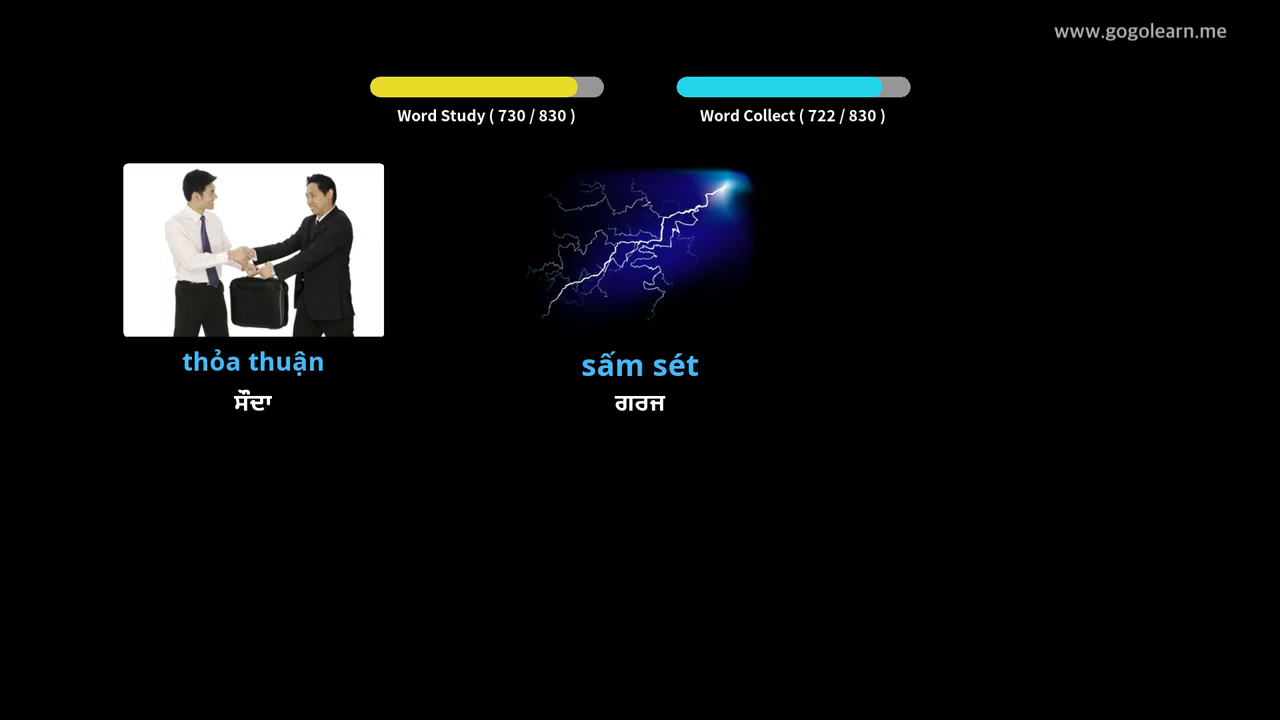 www.gogolearn.me
Word Study ( 730 / 830 )
Word Collect ( 722 / 830 )
thỏa thuận
ਸੌਦਾ
sấm sét
ਗਰਜ